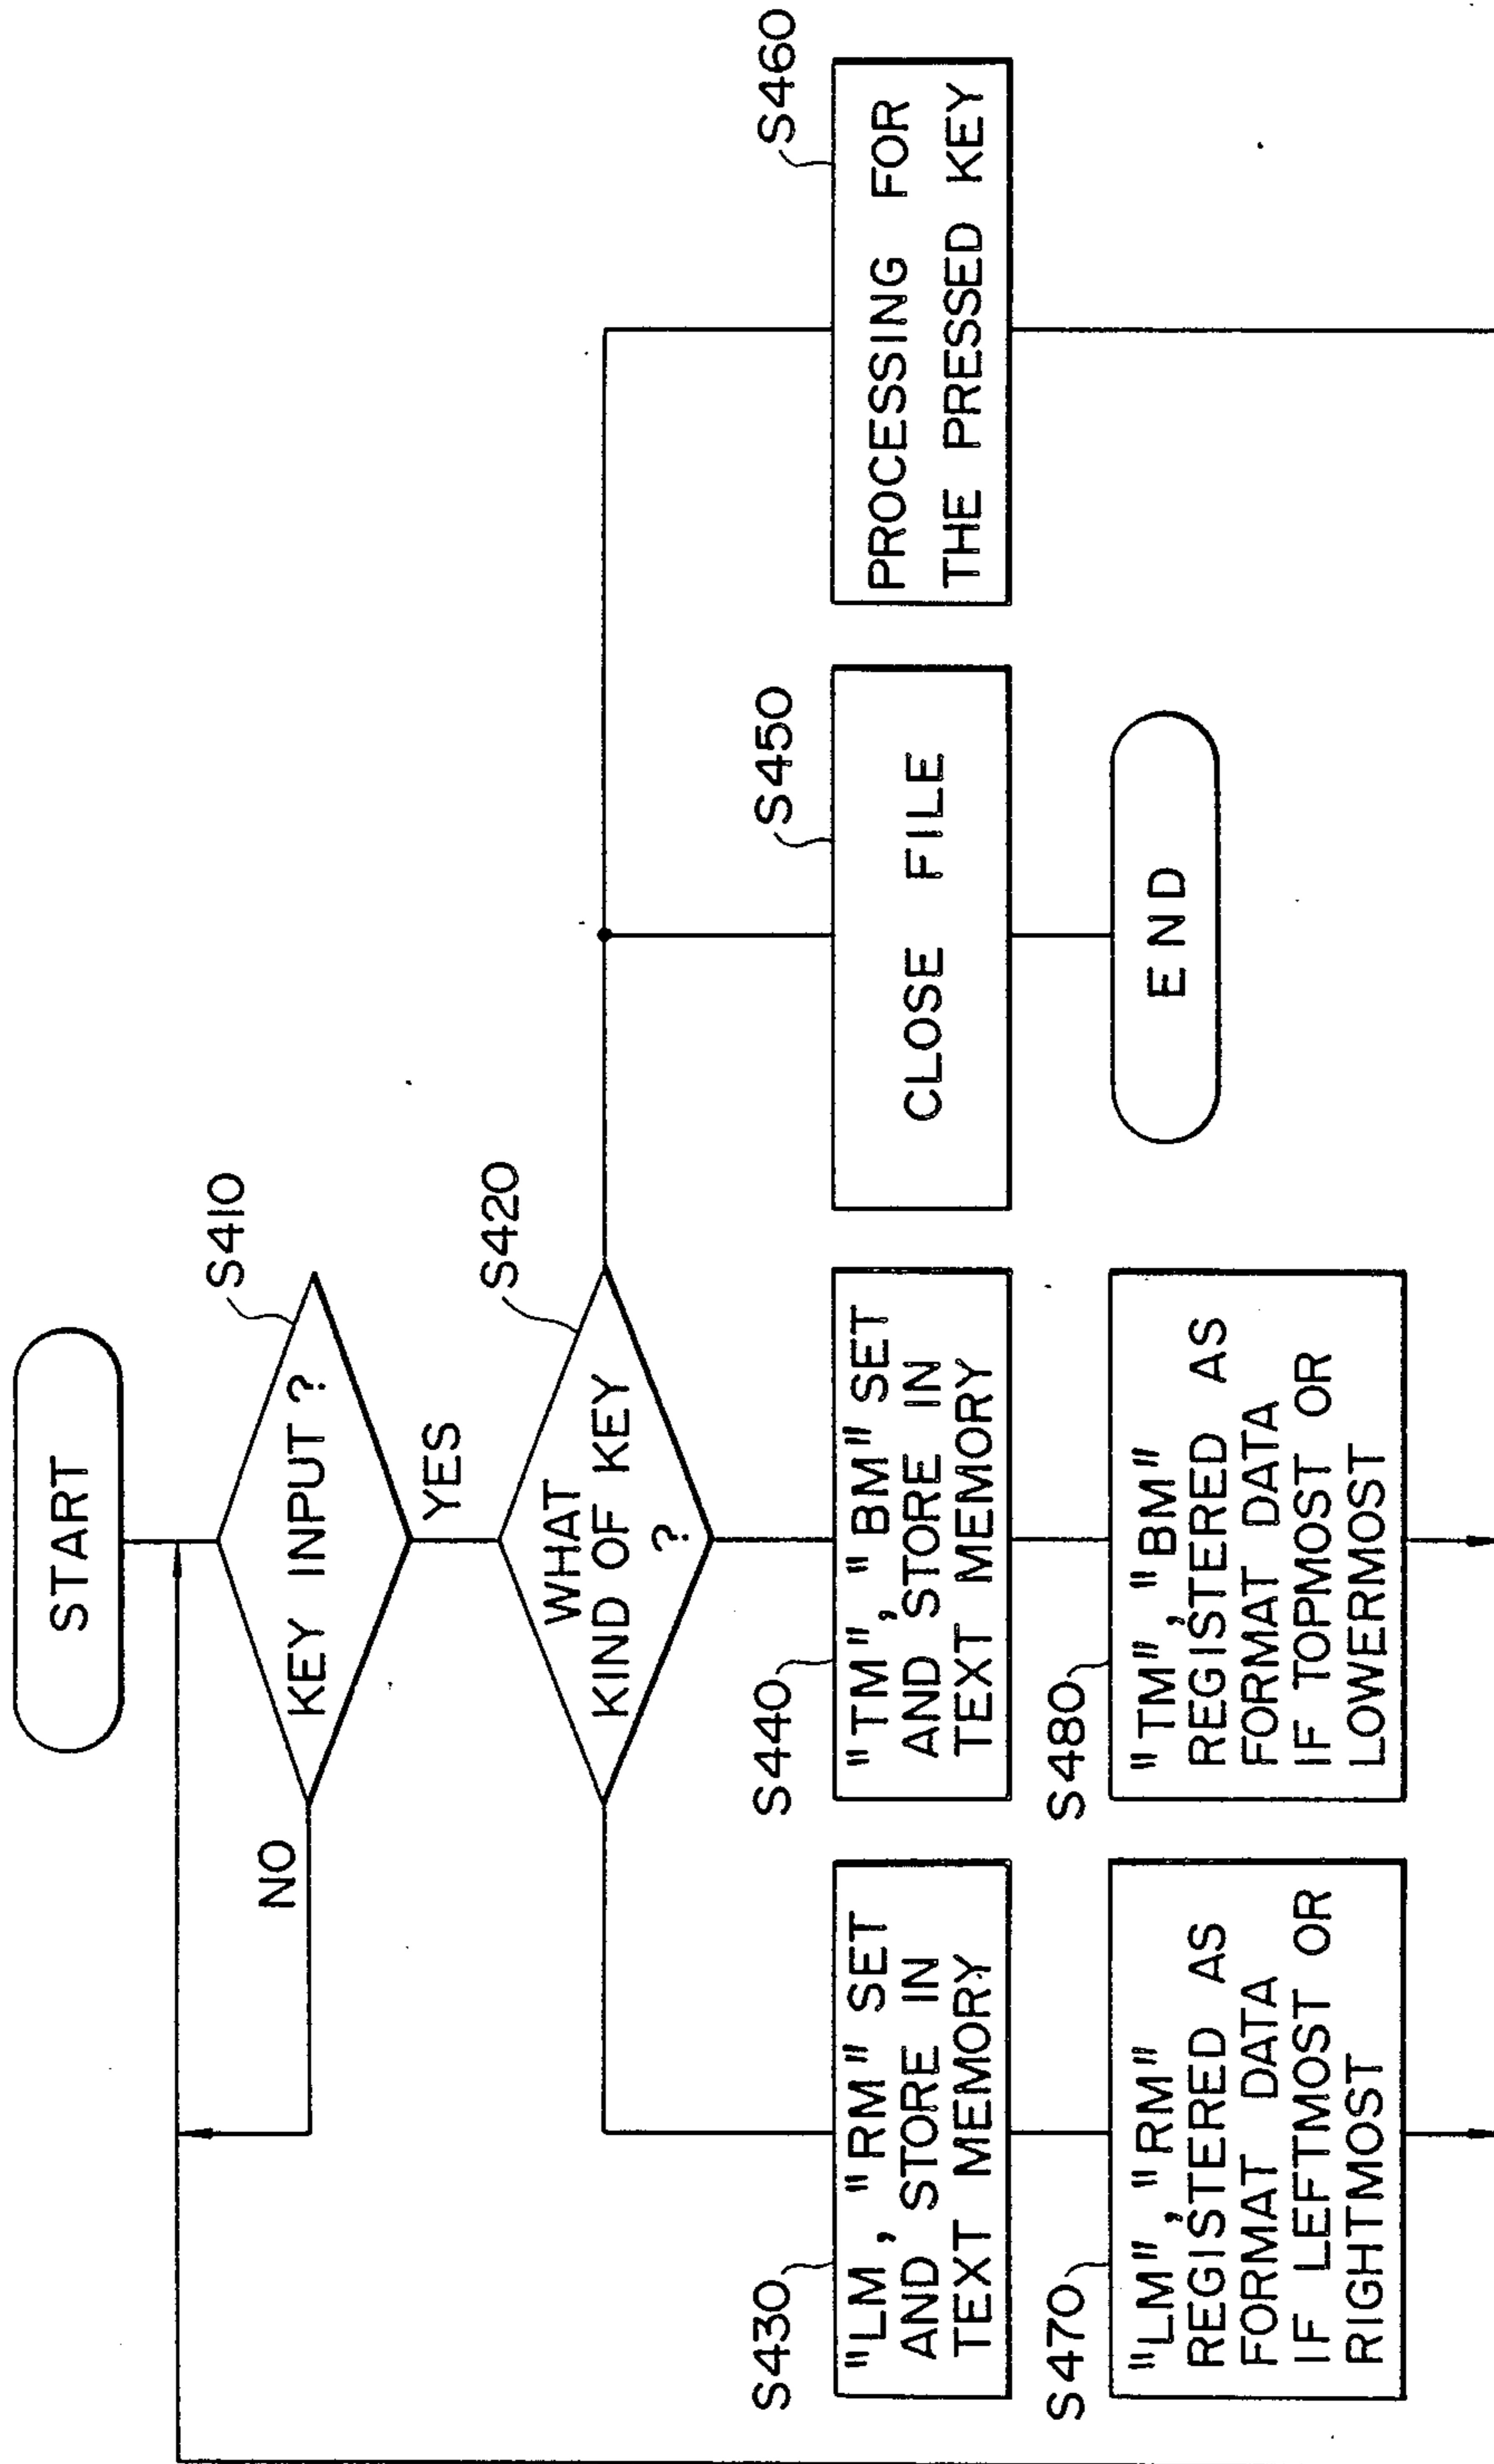 START
S410
KEY INPUT ?
NO
YES
S420
WHAT
KIND OF KEY
?
S430
"LM , "RM" SET
AND STORE IN
TEXT MEMORY
S440
"TM", "BM" SET
AND STORE IN
TEXT MEMORY
S450
CLOSE FILE
S460
PROCESSING FOR
THE PRESSED KEY
S470
"LM", "RM"
REGISTERED AS
FORMAT DATA
IF LEFTMOST OR
RIGHTMOST
S480
"TM", "BM"
REGISTERED AS
FORMAT DATA
IF TOPMOST OR
LOWERMOST
END